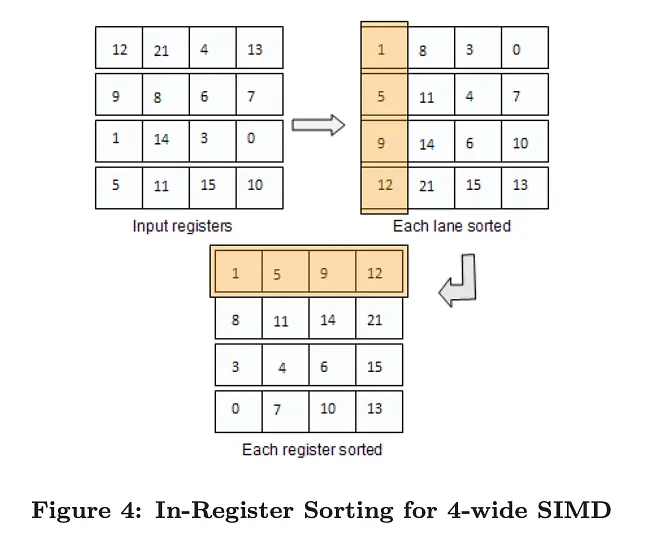 12 21 4 13
9 8 6 7
1 14 3 0
5 11 15 10
Input registers
1 8 3 0
5 11 4 7
9 14 6 10
12 21 15 13
Each lane sorted
1 5 9 12
8 11 14 21
3 4 6 15
0 7 10 13
Each register sorted
Figure 4: In-Register Sorting for 4-wide SIMD